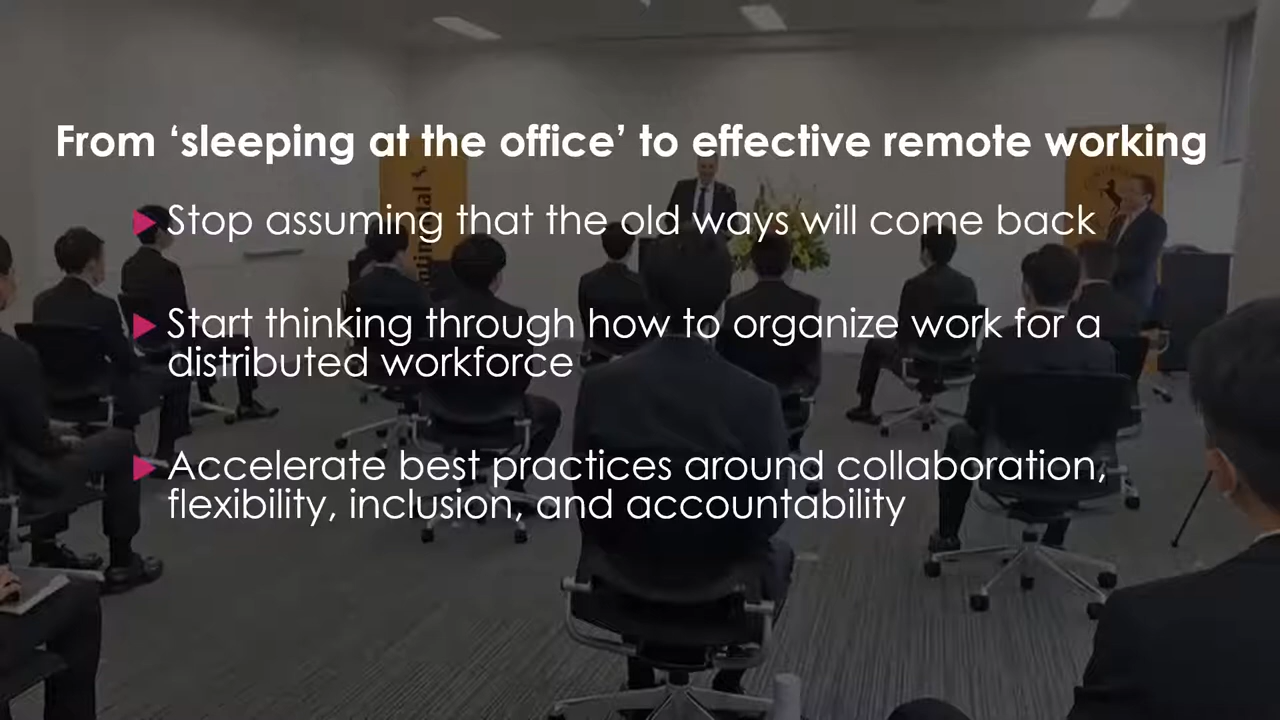 From ‘sleeping at the office’ to effective remote working
Stop assuming that the old ways will come back
Start thinking through how to organize work for a
distributed workforce
Accelerate best practices around collaboration,
flexibility, inclusion, and accountability
ntinental